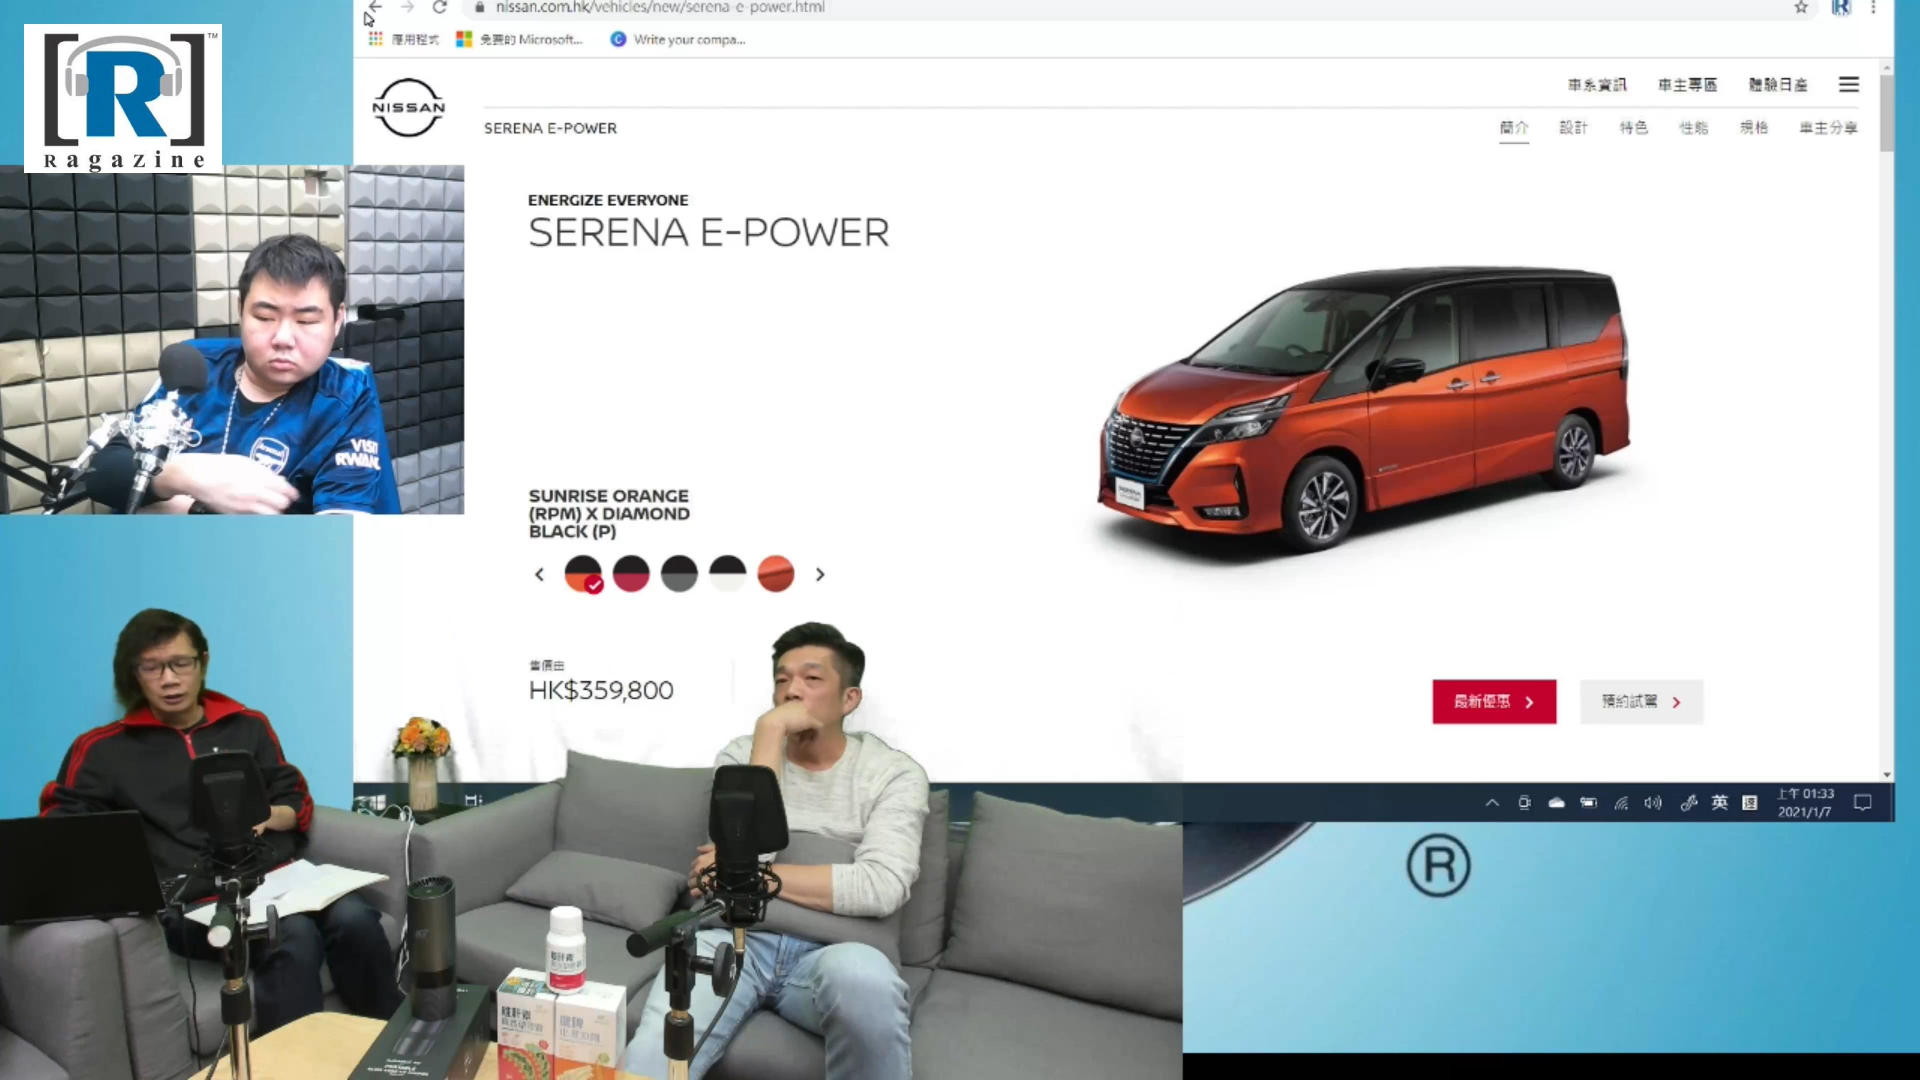 nissan.com.hk/vehicles/new/serena-e-power.html
應用程式
免費的 Microsoft...
Write your compa...
[R]™
Ragazine
NISSAN
車系資訊
車主專區
體驗日產
SERENA E-POWER
簡介
設計
特色
性能
規格
車主分享
ENERGIZE EVERYONE
SERENA E-POWER
Arsenal
VISIT
RWANDA
SUNRISE ORANGE
(RPM) X DIAMOND
BLACK (P)
售價由
HK$359,800
最新優惠
預約試駕
英
上午 01:33
2021/1/7
®